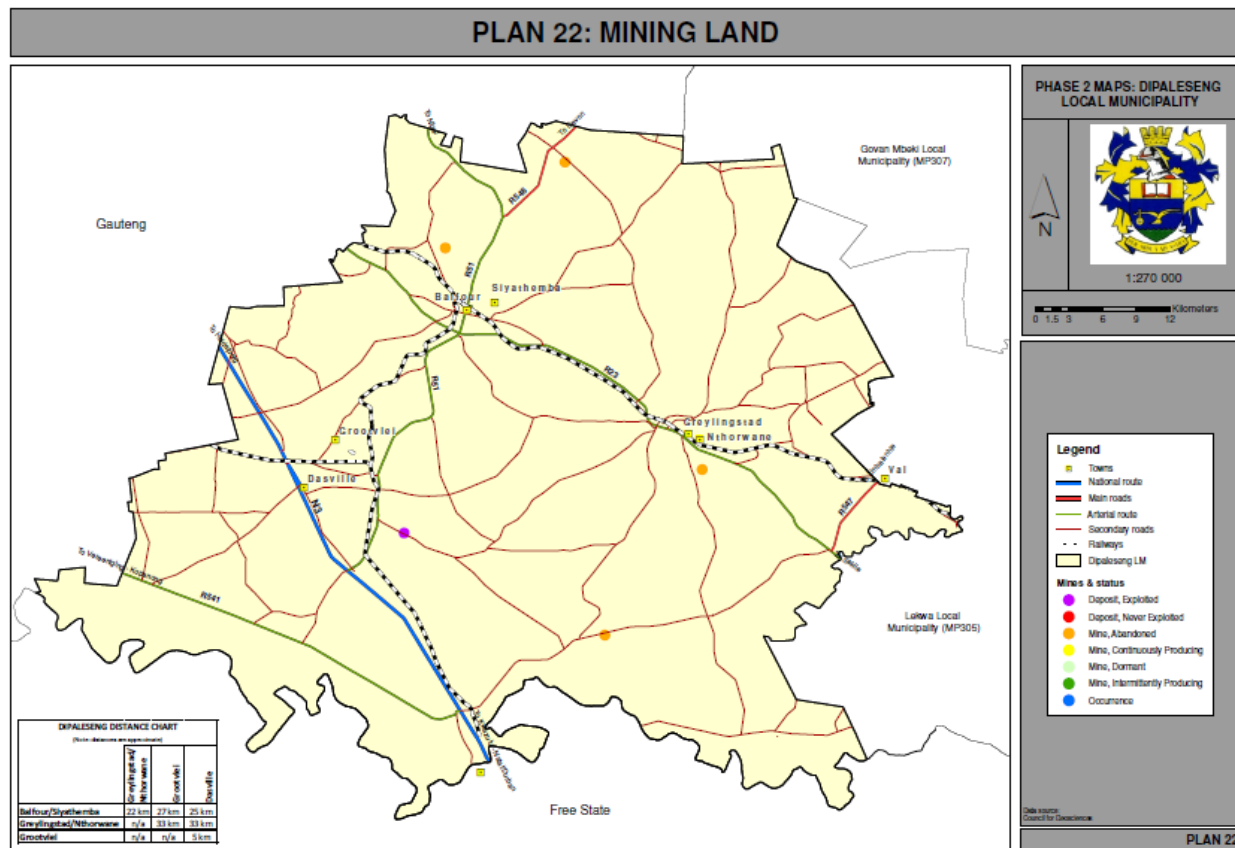 PLAN 22: MINING LAND
PHASE 2 MAPS: DIPALESENG
LOCAL MUNICIPALITY
N
1:270 000
Kilometers
0 1.5 3 6 9 12
Govan Mbeki Local
Municipality (MP307)
Gauteng
R546
R51
Siyathemba
Balfour
R23
R51
Greylingstad
Nthorwane
Grootvlei
Val
Dasville
N3
R547
R541
Lekwa Local
Municipality (MP305)
Free State
Legend
Towns
National route
Main roads
Arterial route
Secondary roads
Railways
Dipaleseng LM
Mines & status
Deposit, Exploited
Deposit, Never Exploited
Mine, Abandoned
Mine, Continuously Producing
Mine, Dormant
Mine, Intermittently Producing
Occurrence
DIPALESENG DISTANCE CHART
(Note: distances are approximate)
Greylingstad/
Nthorwane
Grootvlei
Dasville
Balfour/Siyathemba 22 km 27 km 25 km
Greylingstad/Nthorwane n/a 33 km 33 km
Grootvlei n/a n/a 5 km
Data source:
Council for Geosciences
PLAN 22